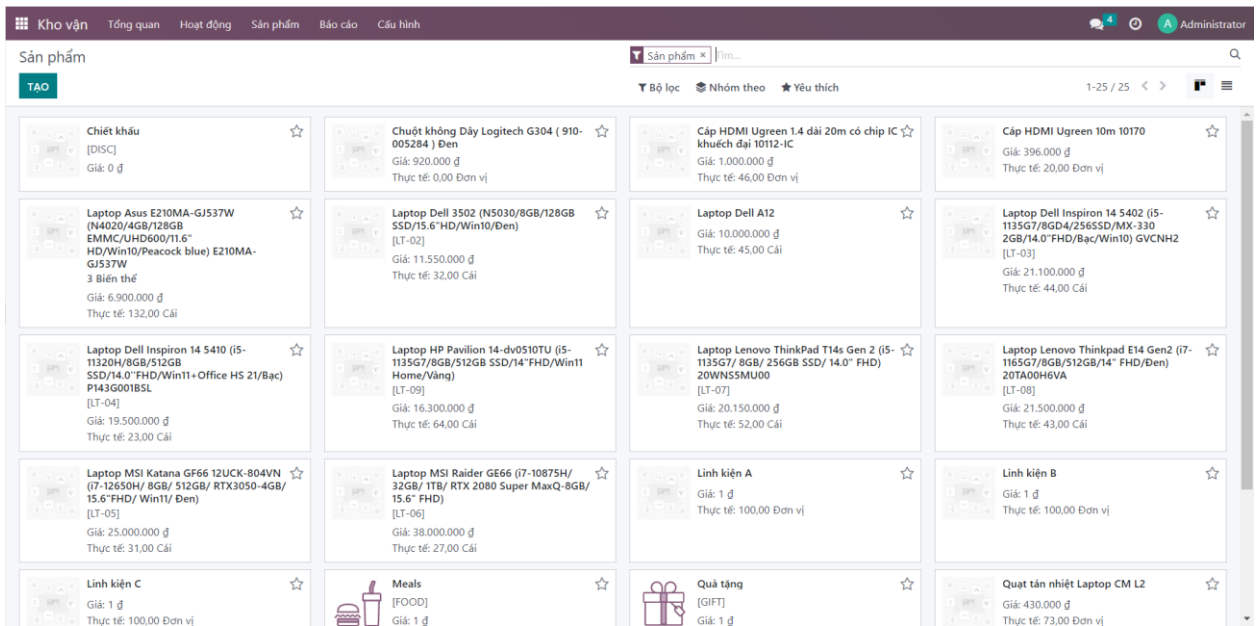 Kho vận Tổng quan Hoạt động Sản phẩm Báo cáo Cấu hình 4 A Administrator
Sản phẩm
Sản phẩm × Tìm...
TẠO
Bộ lọc Nhóm theo Yêu thích 1-25 / 25
Chiết khấu
[DISC]
Giá: 0 ₫
Chuột không Dây Logitech G304 ( 910-
005284 ) Đen
Giá: 920.000 ₫
Thực tế: 0,00 Đơn vị
Cáp HDMI Ugreen 1.4 dài 20m có chip IC
khuếch đại 10112-IC
Giá: 1.000.000 ₫
Thực tế: 46,00 Đơn vị
Cáp HDMI Ugreen 10m 10170
Giá: 396.000 ₫
Thực tế: 20,00 Đơn vị
Laptop Asus E210MA-GJ537W
(N4020/4GB/128GB
EMMC/UHD600/11.6"
HD/Win10/Peacock blue) E210MA-
GJ537W
3 Biến thể
Giá: 6.900.000 ₫
Thực tế: 132,00 Cái
Laptop Dell 3502 (N5030/8GB/128GB
SSD/15.6"HD/Win10/Đen)
[LT-02]
Giá: 11.550.000 ₫
Thực tế: 32,00 Cái
Laptop Dell A12
Giá: 10.000.000 ₫
Thực tế: 45,00 Cái
Laptop Dell Inspiron 14 5402 (i5-
1135G7/8GD4/256SSD/MX-330
2GB/14.0"FHD/Bạc/Win10) GVCNH2
[LT-03]
Giá: 21.100.000 ₫
Thực tế: 44,00 Cái
Laptop Dell Inspiron 14 5410 (i5-
11320H/8GB/512GB
SSD/14.0"FHD/Win11+Office HS 21/Bạc)
P143G001BSL
[LT-04]
Giá: 19.500.000 ₫
Thực tế: 23,00 Cái
Laptop HP Pavilion 14-dv0510TU (i5-
1135G7/8GB/512GB SSD/14"FHD/Win11
Home/Vàng)
[LT-09]
Giá: 16.300.000 ₫
Thực tế: 64,00 Cái
Laptop Lenovo ThinkPad T14s Gen 2 (i5-
1135G7/ 8GB/ 256GB SSD/ 14.0" FHD)
20WNS5MU00
[LT-07]
Giá: 20.150.000 ₫
Thực tế: 52,00 Cái
Laptop Lenovo Thinkpad E14 Gen2 (i7-
1165G7/8GB/512GB/14" FHD/Đen)
20TA00H6VA
[LT-08]
Giá: 21.500.000 ₫
Thực tế: 43,00 Cái
Laptop MSI Katana GF66 12UCK-804VN
(i7-12650H/ 8GB/ 512GB/ RTX3050-4GB/
15.6"FHD/ Win11/ Đen)
[LT-05]
Giá: 25.000.000 ₫
Thực tế: 31,00 Cái
Laptop MSI Raider GE66 (i7-10875H/
32GB/ 1TB/ RTX 2080 Super MaxQ-8GB/
15.6" FHD)
[LT-06]
Giá: 38.000.000 ₫
Thực tế: 27,00 Cái
Linh kiện A
Giá: 1 ₫
Thực tế: 100,00 Đơn vị
Linh kiện B
Giá: 1 ₫
Thực tế: 100,00 Đơn vị
Linh kiện C
Giá: 1 ₫
Thực tế: 100,00 Đơn vị
Meals
[FOOD]
Giá: 1 ₫
Quà tặng
[GIFT]
Giá: 1 ₫
Quạt tản nhiệt Laptop CM L2
Giá: 430.000 ₫
Thực tế: 73,00 Đơn vị